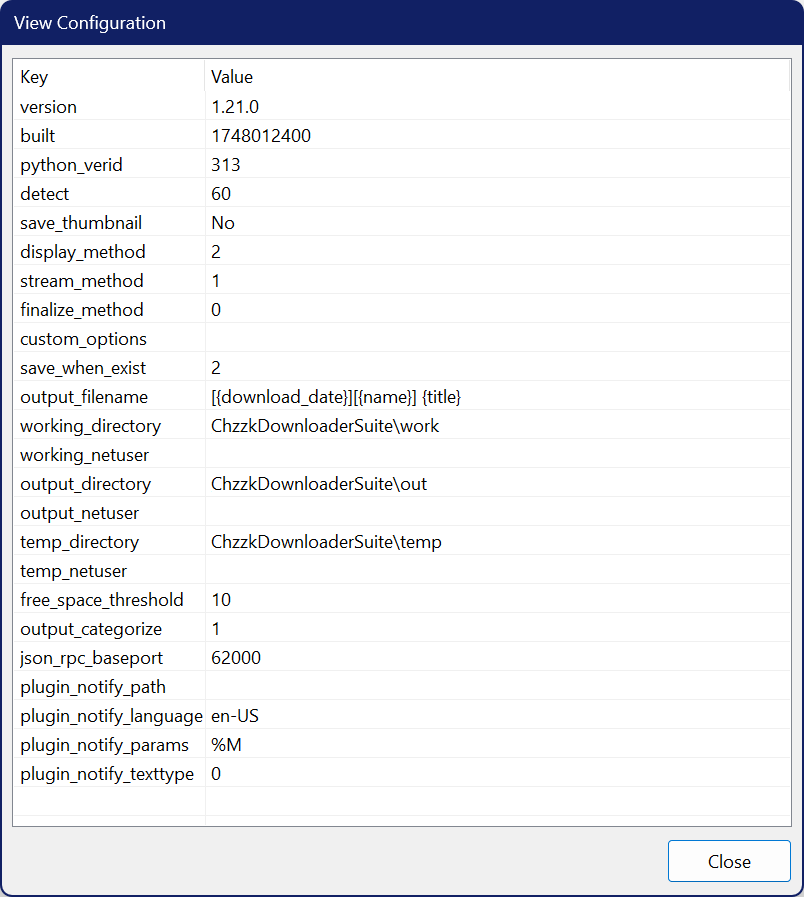 View Configuration
Key Value
version 1.21.0
built 1748012400
python_verid 313
detect 60
save_thumbnail No
display_method 2
stream_method 1
finalize_method 0
custom_options
save_when_exist 2
output_filename [{download_date}][{name}] {title}
working_directory ChzzkDownloaderSuite\work
working_netuser
output_directory ChzzkDownloaderSuite\out
output_netuser
temp_directory ChzzkDownloaderSuite\temp
temp_netuser
free_space_threshold 10
output_categorize 1
json_rpc_baseport 62000
plugin_notify_path
plugin_notify_language en-US
plugin_notify_params %M
plugin_notify_texttype 0
Close